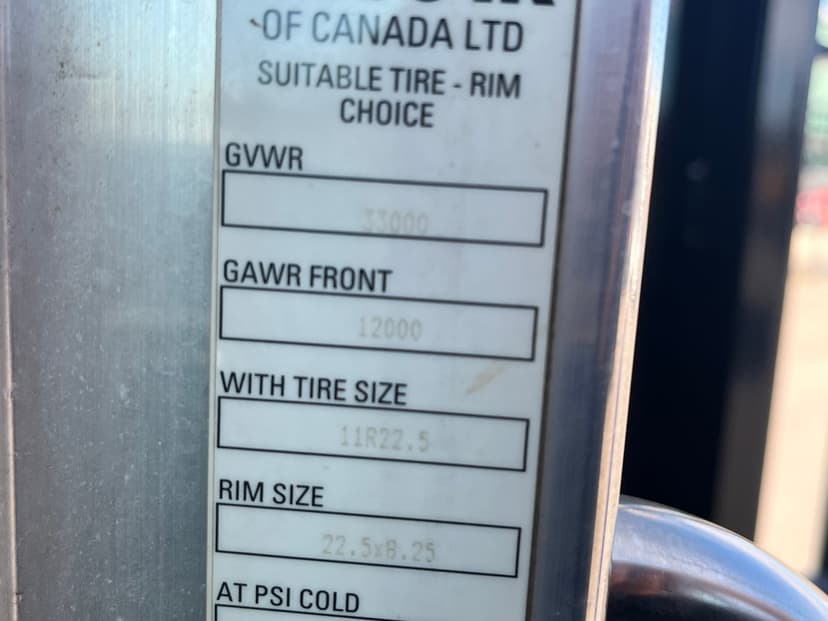 OF CANADA LTD
SUITABLE TIRE - RIM
CHOICE
GVWR
33000
GAWR FRONT
12000
WITH TIRE SIZE
11R22.5
RIM SIZE
22.5x8.25
AT PSI COLD